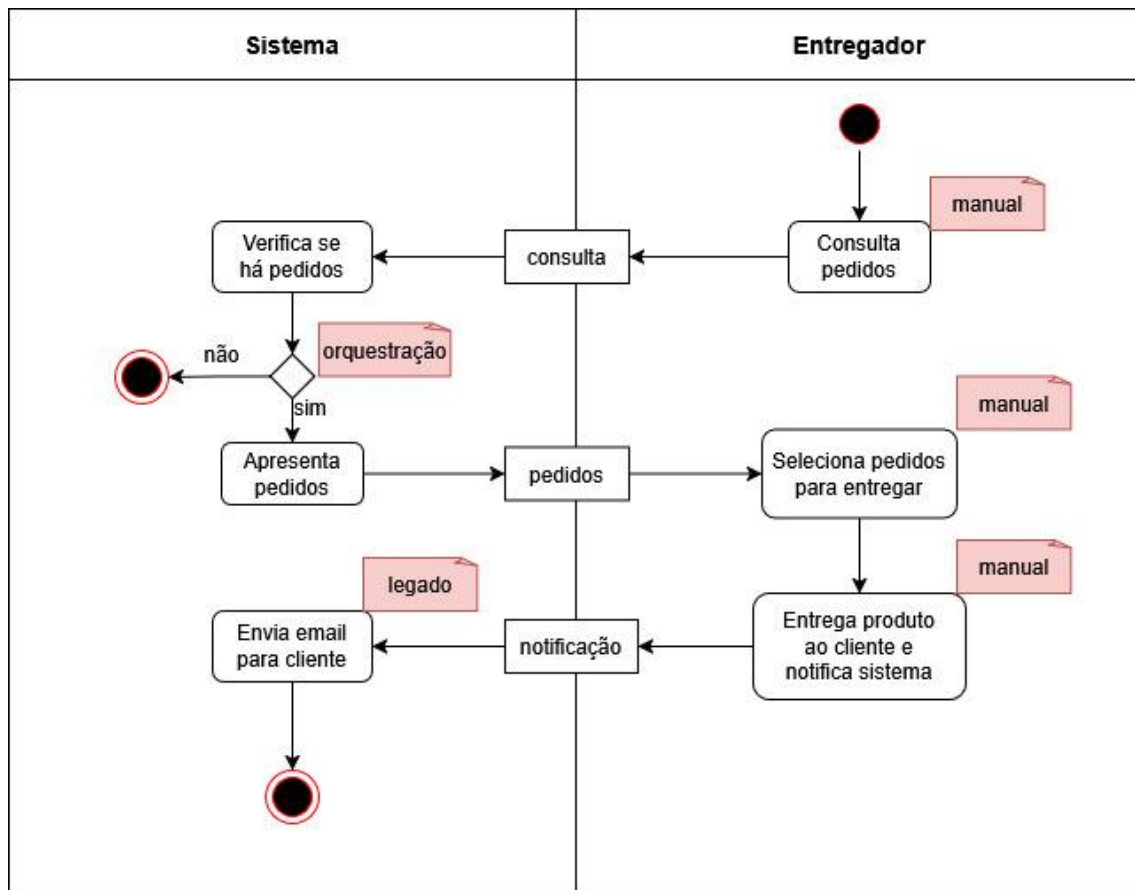 Sistema
Entregador
manual
Verifica se
há pedidos
consulta
Consulta
pedidos
não
orquestração
sim
manual
Apresenta
pedidos
pedidos
Seleciona pedidos
para entregar
legado
manual
Envia email
para cliente
notificação
Entrega produto
ao cliente e
notifica sistema